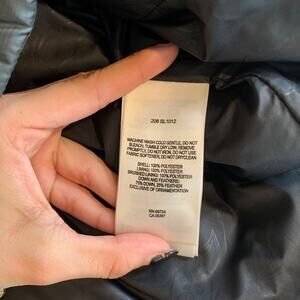 208 SL1012
MACHINE WASH COLD GENTLE, DO NOT
BLEACH, TUMBLE DRY LOW, REMOVE
PROMPTLY, DO NOT IRON, DO NOT USE
FABRIC SOFTENER, DO NOT DRYCLEAN
SHELL: 100% POLYESTER
LINING: 100% POLYESTER
BRUSHED LINING: 100% POLYESTER
DOWN AND FEATHERS:
75% DOWN, 25% FEATHER
EXCLUSIVE OF ORNAMENTATION
RN 69724